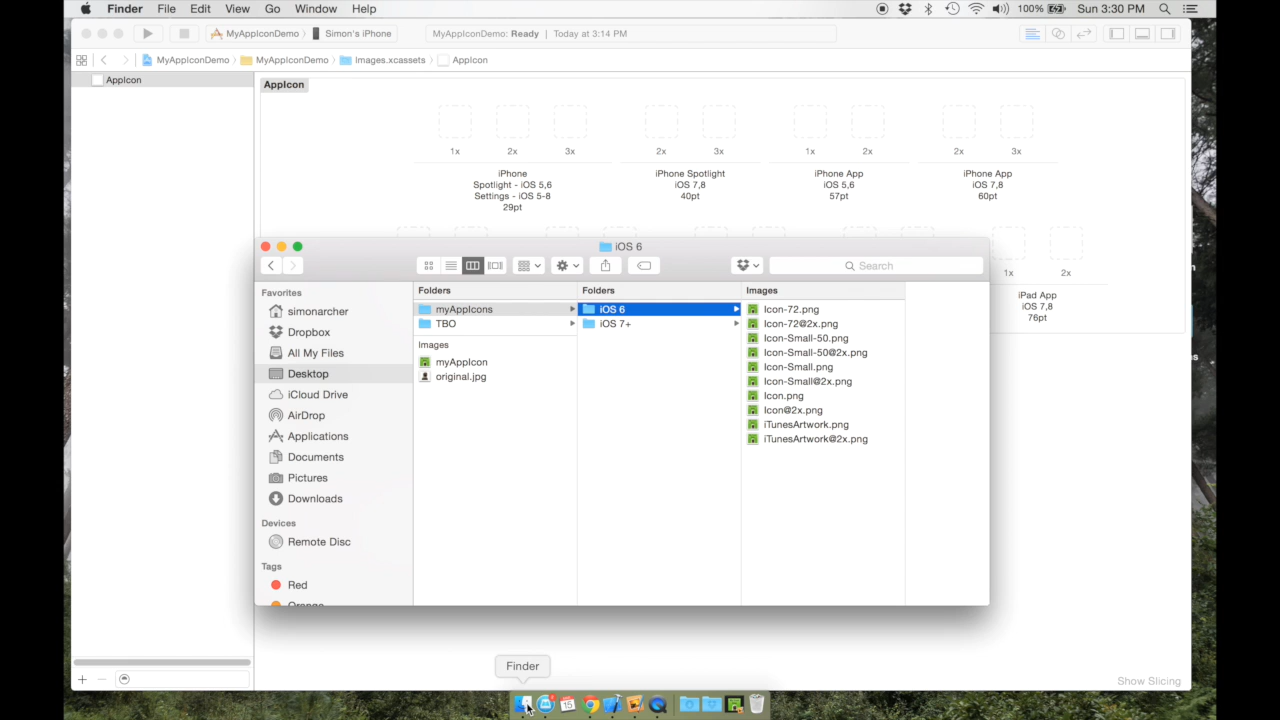 Finder File Edit View Go Window Help 100% Sun 3:30 PM
MyAppIconDemo Simon's iPhone MyAppIconDemo: Ready Today at 3:14 PM
MyAppIconDemo MyAppIconDemo Images.xcassets AppIcon
AppIcon
AppIcon
1x 2x 3x 2x 3x 1x 2x 2x 3x
iPhone
Spotlight - iOS 5,6
Settings - iOS 5-8
29pt
iPhone Spotlight
iOS 7,8
40pt
iPhone App
iOS 5,6
57pt
iPhone App
iOS 7,8
60pt
1x 2x
iPad App
iOS 7,8
76pt
iOS 6
Search
Favorites
simonarcher
Dropbox
All My Files
Desktop
iCloud Drive
AirDrop
Applications
Documents
Pictures
Downloads
Devices
Remote Disc
Tags
Red
Orange
Folders
myAppIcons
TBO
Images
myAppIcon
original.jpg
Folders
iOS 6
iOS 7+
Images
Icon-72.png
Icon-72@2x.png
Icon-Small-50.png
Icon-Small-50@2x.png
Icon-Small.png
Icon-Small@2x.png
Icon.png
Icon@2x.png
iTunesArtwork.png
iTunesArtwork@2x.png
Finder
Show Slicing
15